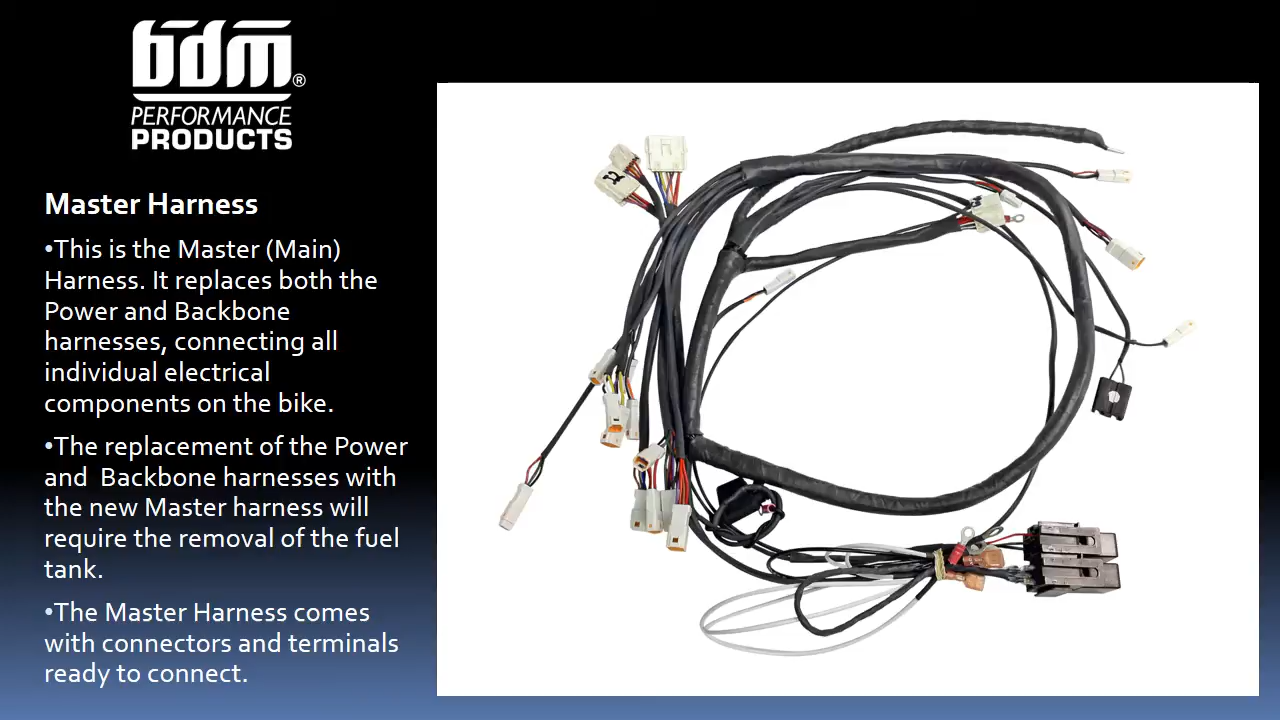 bdm®
PERFORMANCE
PRODUCTS
Master Harness
•This is the Master (Main)
Harness. It replaces both the
Power and Backbone
harnesses, connecting all
individual electrical
components on the bike.
•The replacement of the Power
and  Backbone harnesses with
the new Master harness will
require the removal of the fuel
tank.
•The Master Harness comes
with connectors and terminals
ready to connect.
22